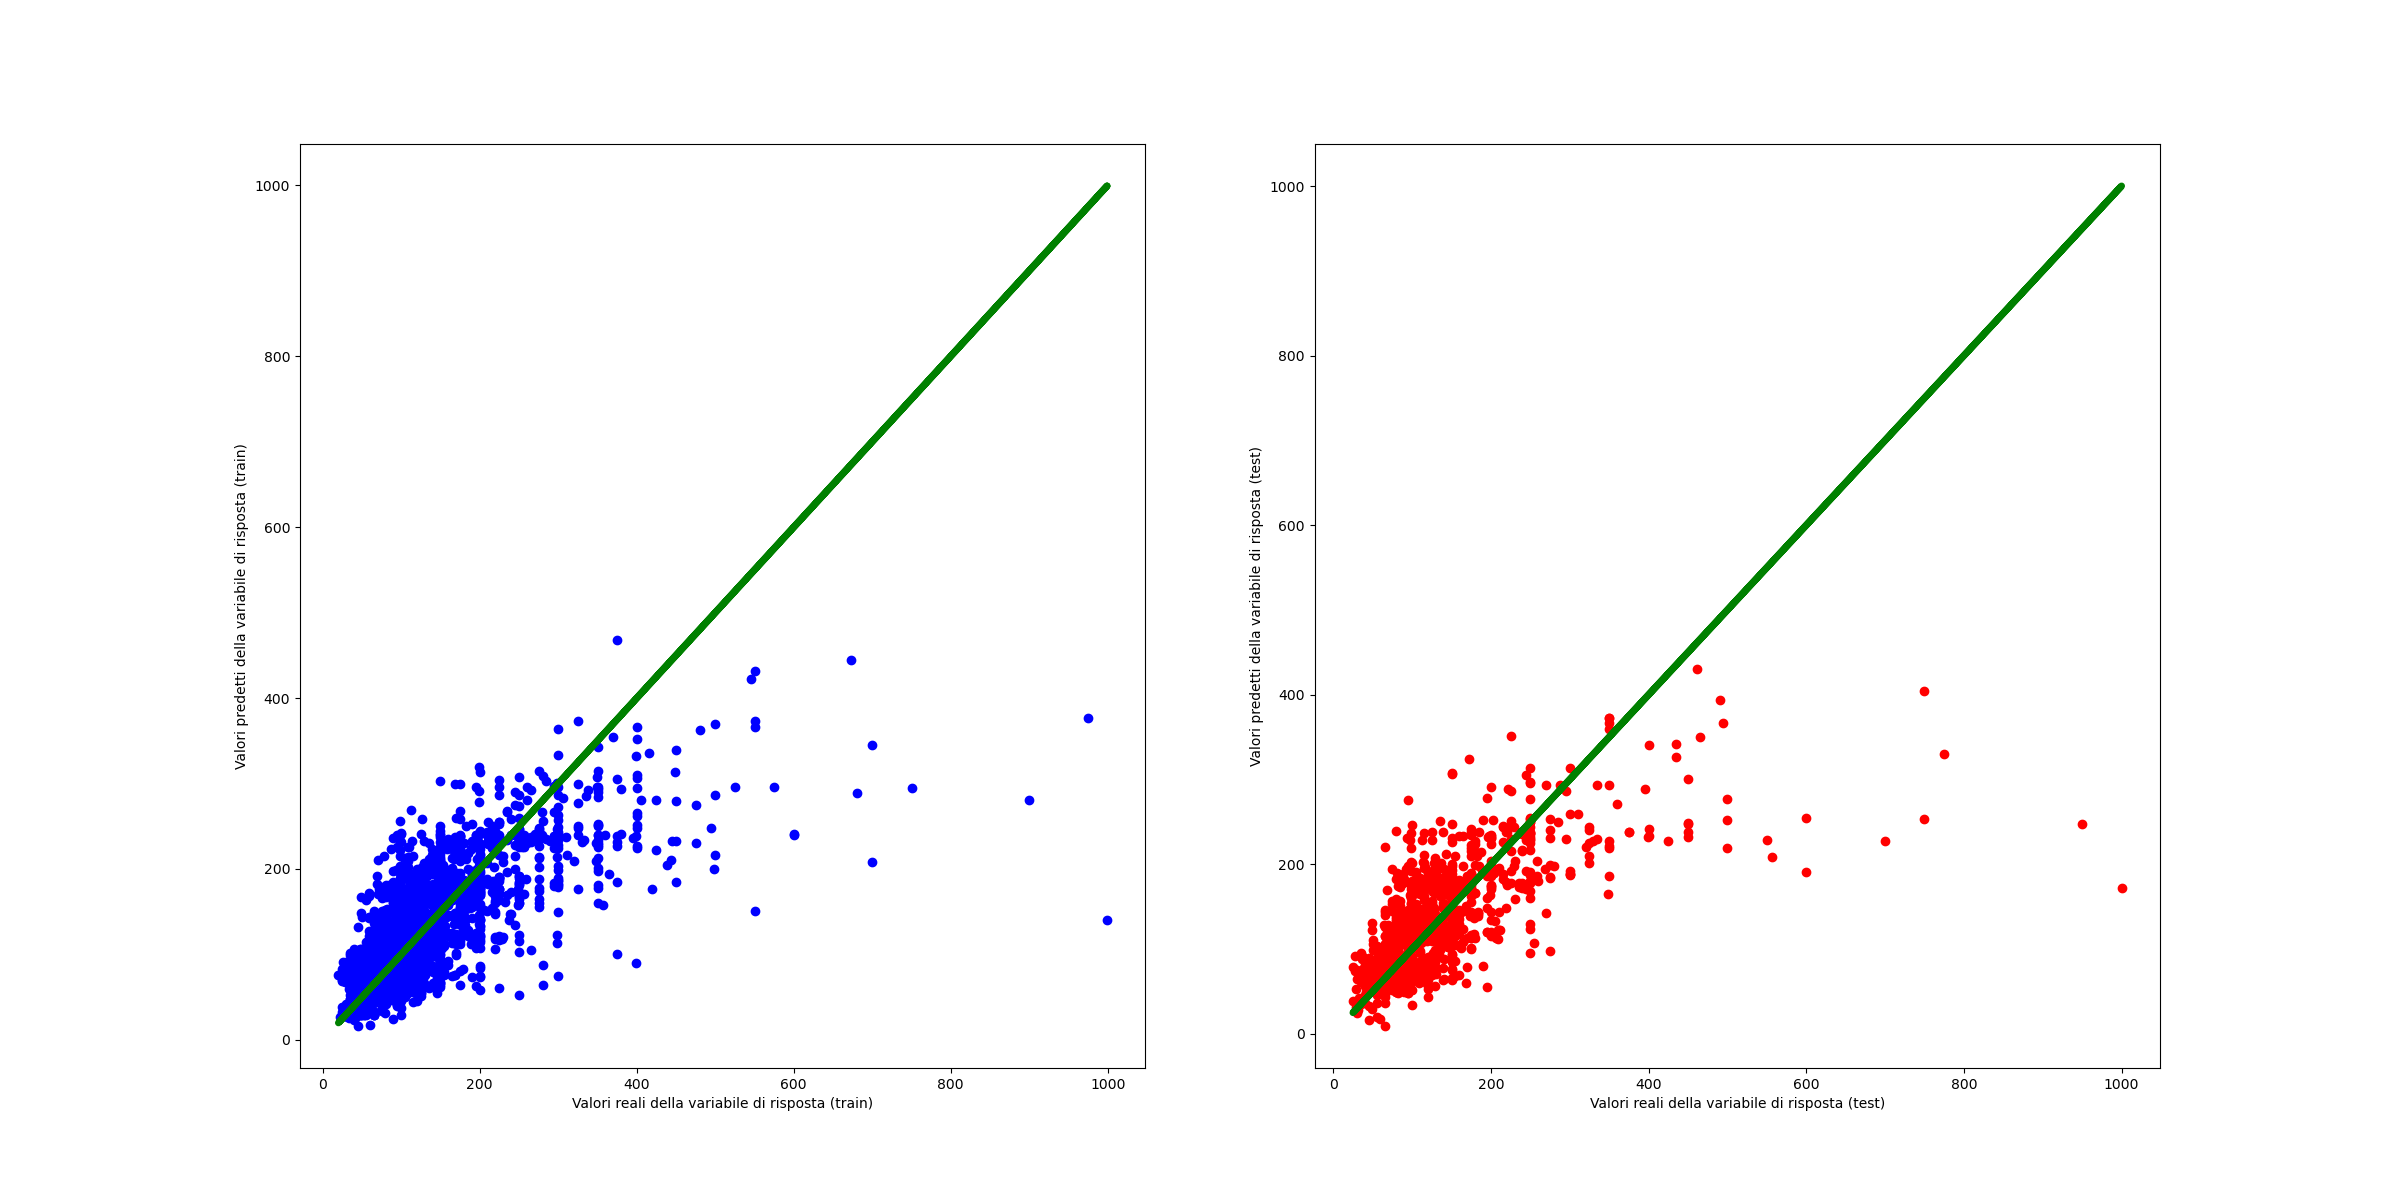 1000
800
600
400
200
0
0 200 400 600 800 1000
Valori predetti della variabile di risposta (train)
Valori reali della variabile di risposta (train)
1000
800
600
400
200
0
0 200 400 600 800 1000
Valori predetti della variabile di risposta (test)
Valori reali della variabile di risposta (test)